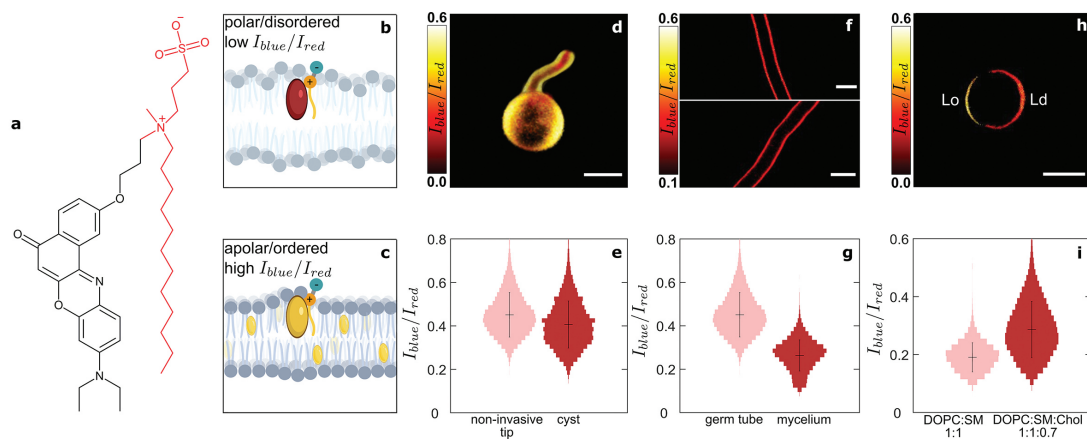 a
O
−
O
S
O
N
+
O
O
N
O
N
b
polar/disordered
low I_blue/I_red
−
+
c
apolar/ordered
high I_blue/I_red
−
+
d
0.6
I_blue/I_red
0.0
e
0.8
0.6
0.4
0.2
0
I_blue/I_red
non-invasive
tip
cyst
f
0.6
I_blue/I_red
0.1
g
0.8
0.6
0.4
0.2
0
I_blue/I_red
germ tube
mycelium
h
0.6
I_blue/I_red
0.0
Lo
Ld
i
0.8
0.6
0.4
0.2
0
I_blue/I_red
DOPC:SM
1:1
DOPC:SM:Chol
1:1:0.7